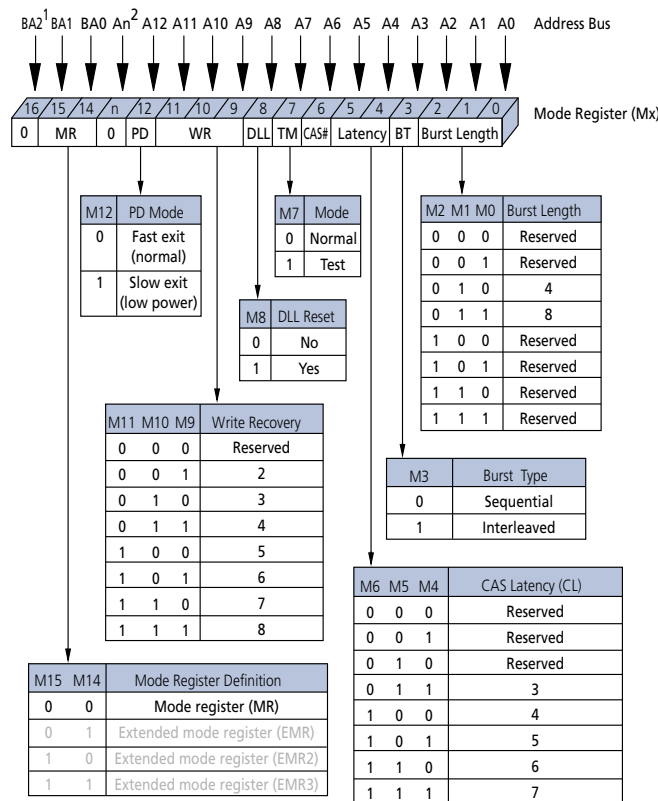 BA2¹ BA1 BA0 An² A12 A11 A10 A9 A8 A7 A6 A5 A4 A3 A2 A1 A0 Address Bus
16 15 14 n 12 11 10 9 8 7 6 5 4 3 2 1 0 Mode Register (Mx)
0 MR 0 PD WR DLL TM CAS# Latency BT Burst Length
M12 PD Mode
0 Fast exit
(normal)
1 Slow exit
(low power)
M7 Mode
0 Normal
1 Test
M2 M1 M0 Burst Length
0 0 0 Reserved
0 0 1 Reserved
0 1 0 4
0 1 1 8
1 0 0 Reserved
1 0 1 Reserved
1 1 0 Reserved
1 1 1 Reserved
M8 DLL Reset
0 No
1 Yes
M11 M10 M9 Write Recovery
0 0 0 Reserved
0 0 1 2
0 1 0 3
0 1 1 4
1 0 0 5
1 0 1 6
1 1 0 7
1 1 1 8
M3 Burst Type
0 Sequential
1 Interleaved
M6 M5 M4 CAS Latency (CL)
0 0 0 Reserved
0 0 1 Reserved
0 1 0 Reserved
0 1 1 3
1 0 0 4
1 0 1 5
1 1 0 6
1 1 1 7
M15 M14 Mode Register Definition
0 0 Mode register (MR)
0 1 Extended mode register (EMR)
1 0 Extended mode register (EMR2)
1 1 Extended mode register (EMR3)